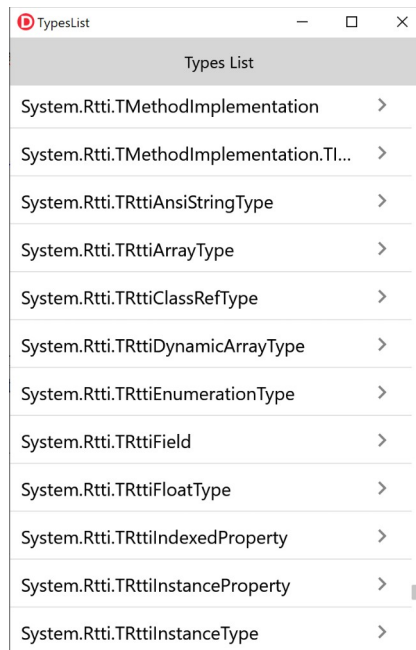 TypesList
Types List
System.Rtti.TMethodImplementation
System.Rtti.TMethodImplementation.TI...
System.Rtti.TRttiAnsiStringType
System.Rtti.TRttiArrayType
System.Rtti.TRttiClassRefType
System.Rtti.TRttiDynamicArrayType
System.Rtti.TRttiEnumerationType
System.Rtti.TRttiField
System.Rtti.TRttiFloatType
System.Rtti.TRttiIndexedProperty
System.Rtti.TRttiInstanceProperty
System.Rtti.TRttiInstanceType